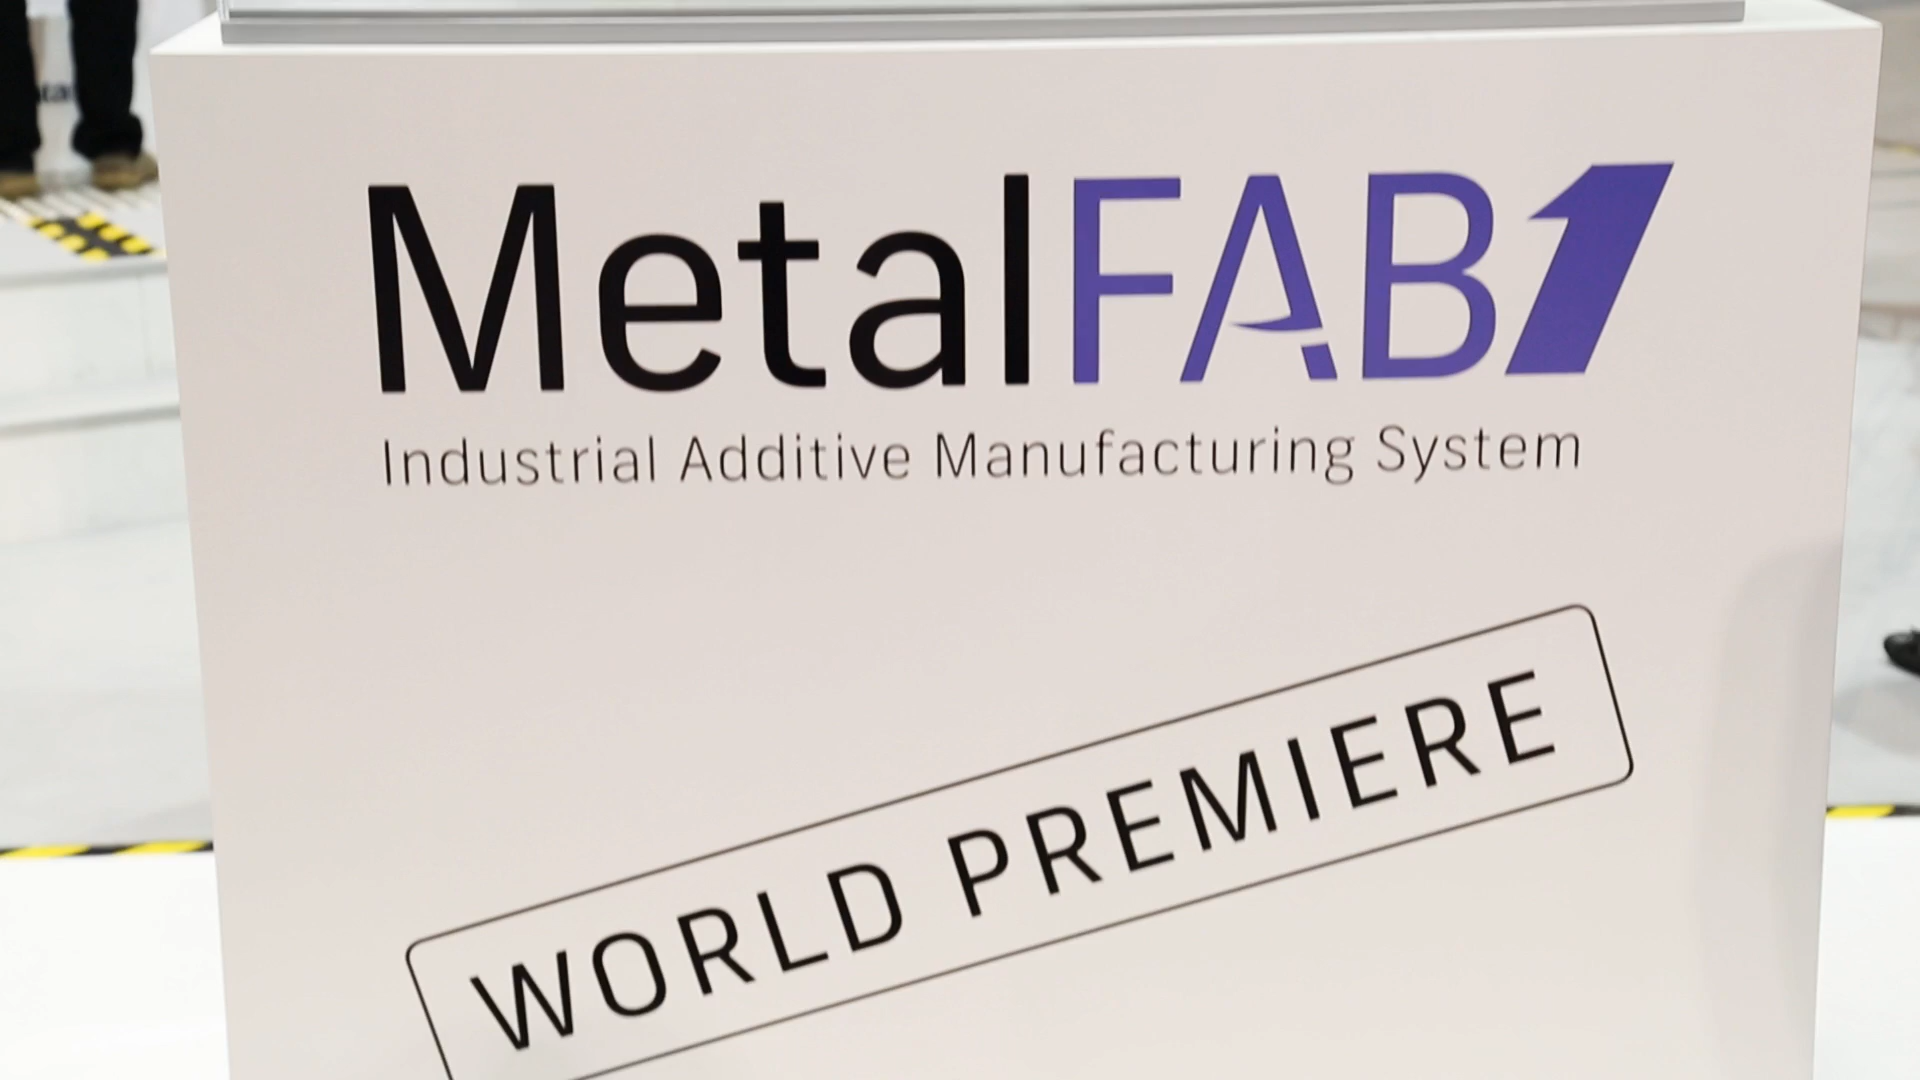 MetalFAB1
Industrial Additive Manufacturing System
WORLD PREMIERE